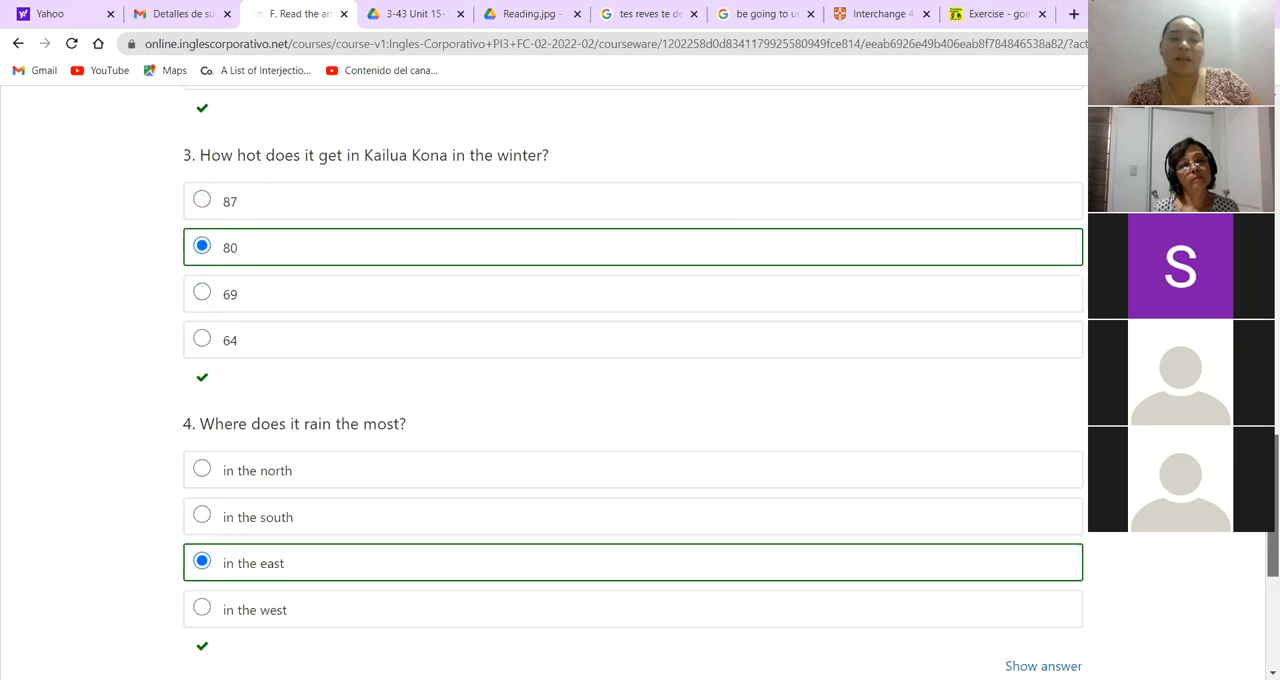 Yahoo
Detalles de su
F. Read the art
3-43 Unit 15-
Reading.jpg -
tes reves te de
be going to u
Interchange 4
Exercise - goi
online.inglescorporativo.net/courses/course-v1:Ingles-Corporativo+PI3+FC-02-2022-02/courseware/1202258d0d8341179925580949fce814/eeab6926e49b406eab8f784846538a82/?act
Gmail
YouTube
Maps
Co. A List of Interjectio...
Contenido del cana...
3. How hot does it get in Kailua Kona in the winter?
87
80
69
64
4. Where does it rain the most?
in the north
in the south
in the east
in the west
Show answer
S